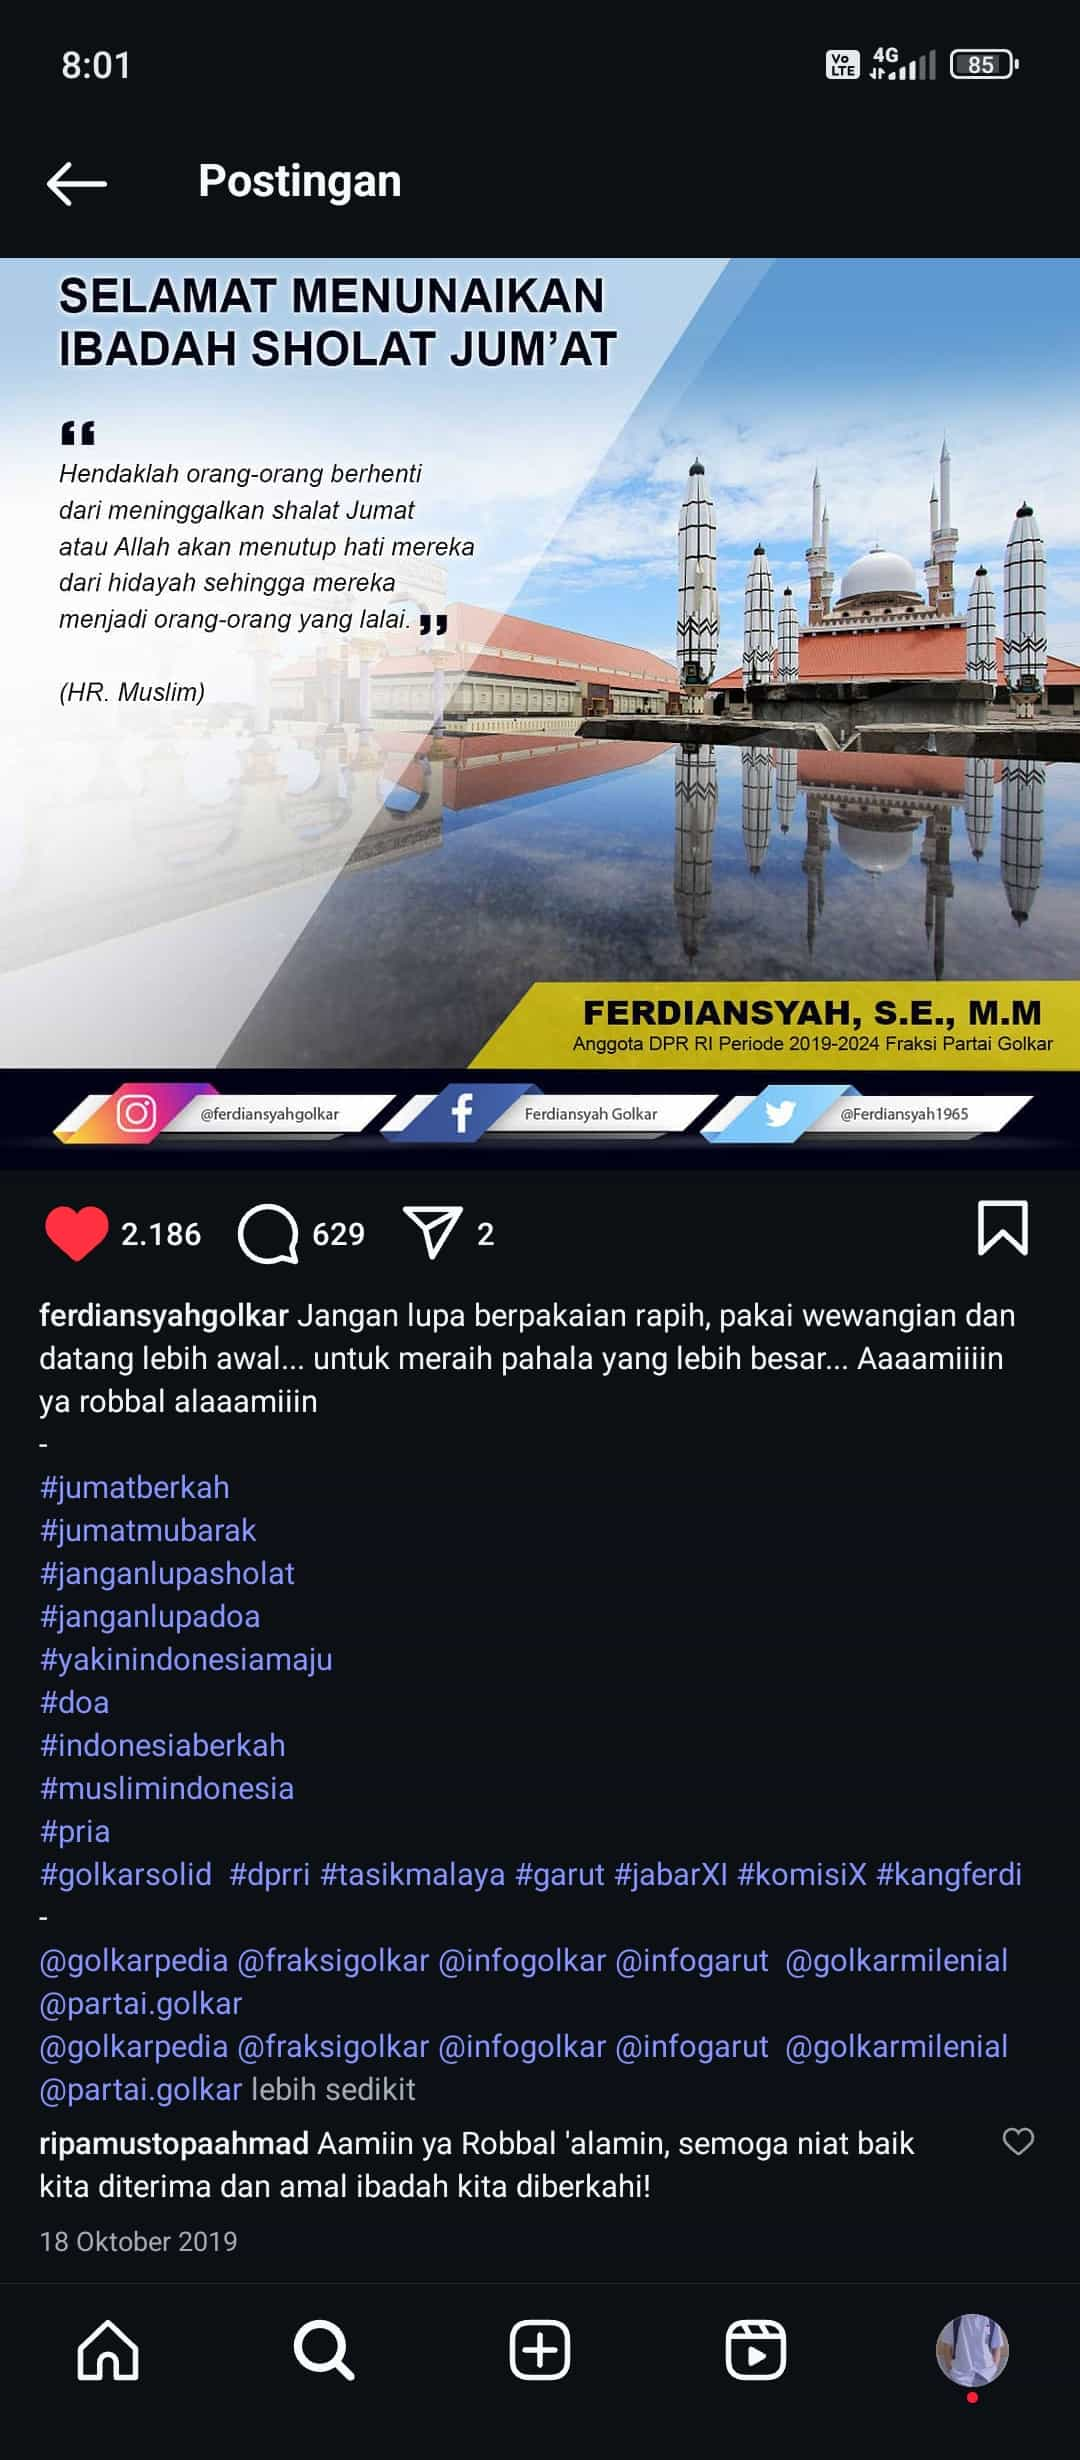 8:01
Vo LTE 4G 85
Postingan
SELAMAT MENUNAIKAN
IBADAH SHOLAT JUM'AT
“
Hendaklah orang-orang berhenti
dari meninggalkan shalat Jumat
atau Allah akan menutup hati mereka
dari hidayah sehingga mereka
menjadi orang-orang yang lalai. ”
(HR. Muslim)
FERDIANSYAH, S.E., M.M
Anggota DPR RI Periode 2019-2024 Fraksi Partai Golkar
@ferdiansyahgolkar Ferdiansyah Golkar @Ferdiansyah1965
2.186 629 2
ferdiansyahgolkar Jangan lupa berpakaian rapih, pakai wewangian dan
datang lebih awal... untuk meraih pahala yang lebih besar... Aaaamiiiin
ya robbal alaaamiiin
-
#jumatberkah
#jumatmubarak
#janganlupasholat
#janganlupadoa
#yakinindonesiamaju
#doa
#indonesiaberkah
#muslimindonesia
#pria
#golkarsolid #dprri #tasikmalaya #garut #jabarXI #komisiX #kangferdi
-
@golkarpedia @fraksigolkar @infogolkar @infogarut @golkarmilenial
@partai.golkar
@golkarpedia @fraksigolkar @infogolkar @infogarut @golkarmilenial
@partai.golkar lebih sedikit
ripamustopaahmad Aamiin ya Robbal 'alamin, semoga niat baik
kita diterima dan amal ibadah kita diberkahi!
18 Oktober 2019